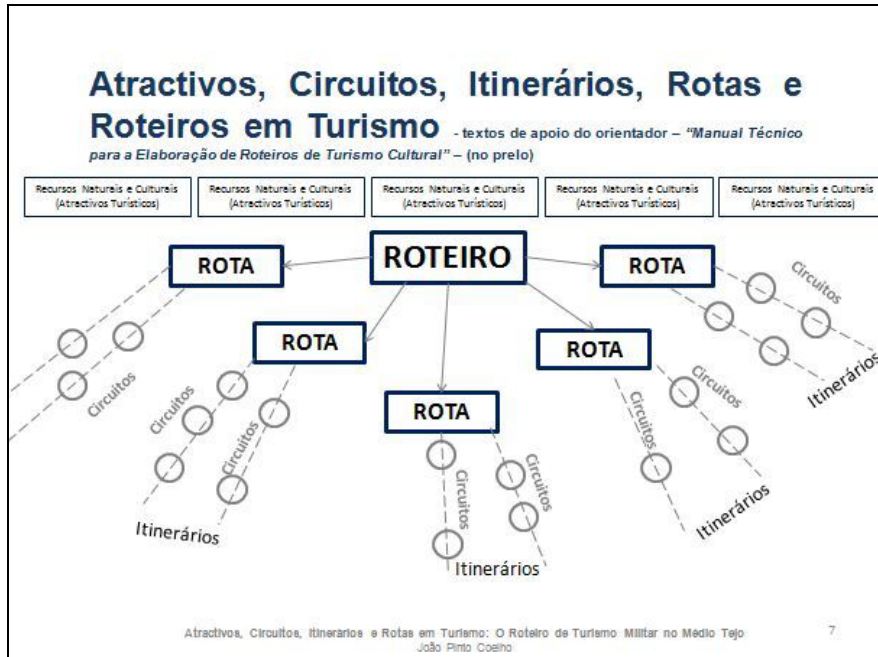 Atractivos, Circuitos, Itinerários, Rotas e
Roteiros em Turismo - textos de apoio do orientador – “Manual Técnico
para a Elaboração de Roteiros de Turismo Cultural” – (no prelo)
Recursos Naturais e Culturais
(Atractivos Turísticos)
Recursos Naturais e Culturais
(Atractivos Turísticos)
Recursos Naturais e Culturais
(Atractivos Turísticos)
Recursos Naturais e Culturais
(Atractivos Turísticos)
Recursos Naturais e Culturais
(Atractivos Turísticos)
ROTA
ROTEIRO
ROTA
Circuitos
ROTA
ROTA
Itinerários
Circuitos
Circuitos
Circuitos
ROTA
Circuitos
Circuitos
Circuitos
Circuitos
Itinerários
Itinerários
Itinerários
Atractivos, Circuitos, Itinerários e Rotas em Turismo: O Roteiro de Turismo Militar no Médio Tejo
João Pinto Coelho
7